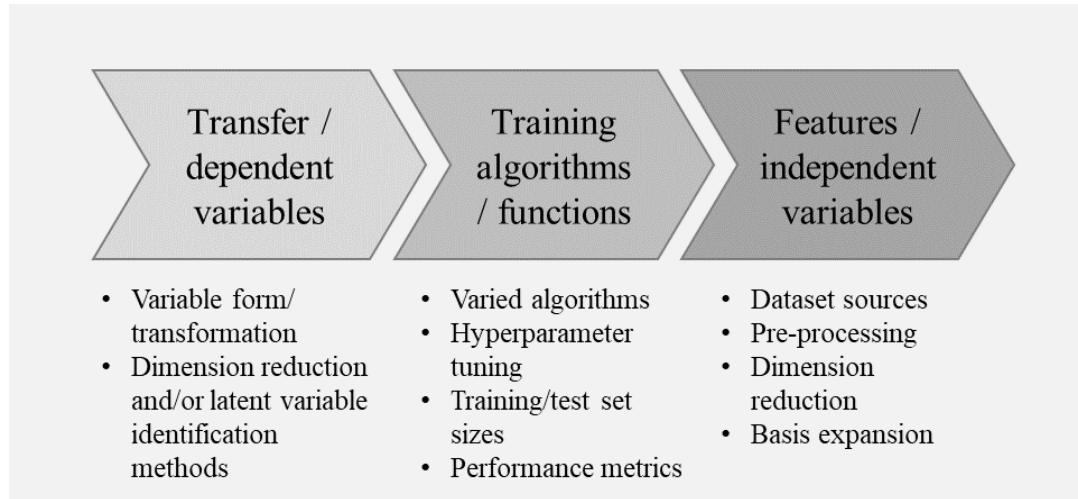 Transfer /
dependent
variables
• Variable form/
transformation
• Dimension reduction
and/or latent variable
identification
methods
Training
algorithms
/ functions
• Varied algorithms
• Hyperparameter
tuning
• Training/test set
sizes
• Performance metrics
Features /
independent
variables
• Dataset sources
• Pre-processing
• Dimension
reduction
• Basis expansion